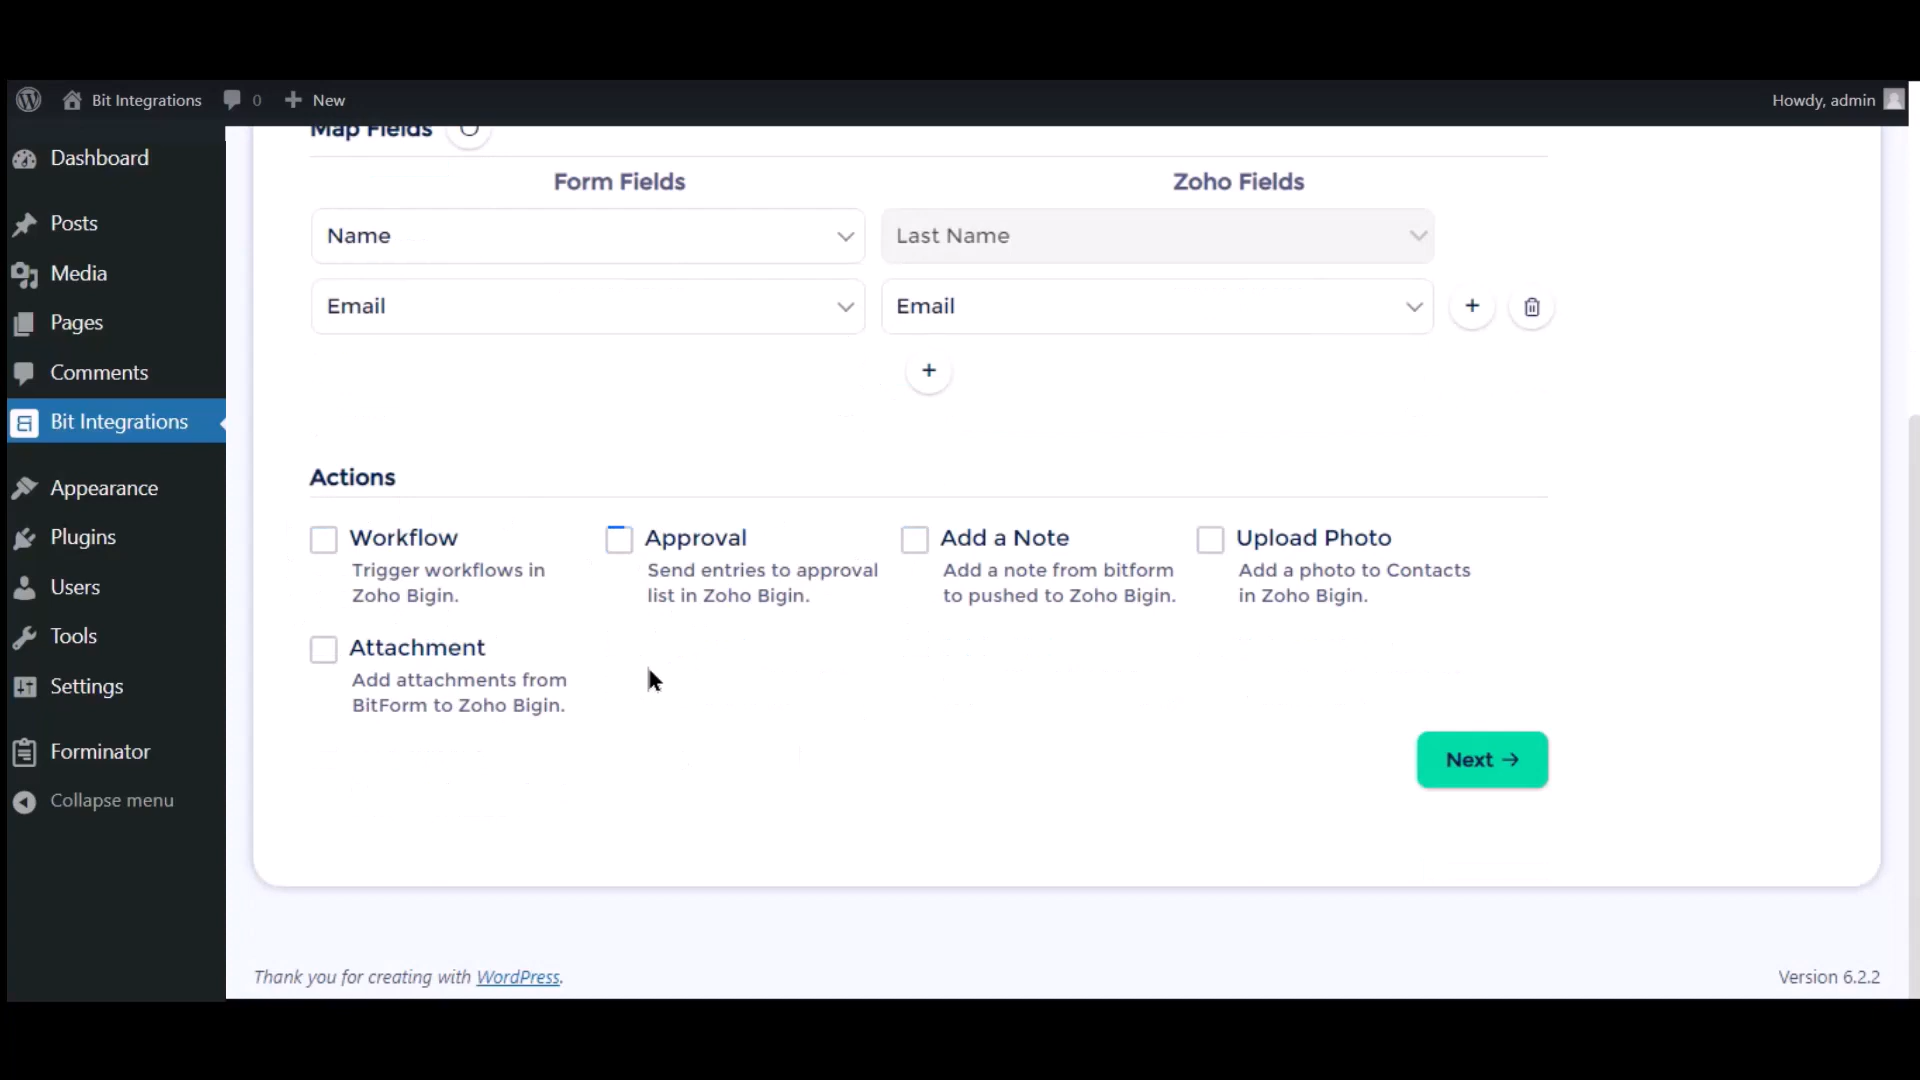 Bit Integrations
0
New
Howdy, admin
Dashboard
Posts
Media
Pages
Comments
Bit Integrations
Appearance
Plugins
Users
Tools
Settings
Forminator
Collapse menu
Map Fields
Form Fields
Zoho Fields
Name
Last Name
Email
Email
Actions
Workflow
Trigger workflows in
Zoho Bigin.
Approval
Send entries to approval
list in Zoho Bigin.
Add a Note
Add a note from bitform
to pushed to Zoho Bigin.
Upload Photo
Add a photo to Contacts
in Zoho Bigin.
Attachment
Add attachments from
BitForm to Zoho Bigin.
Next
Thank you for creating with WordPress.
Version 6.2.2